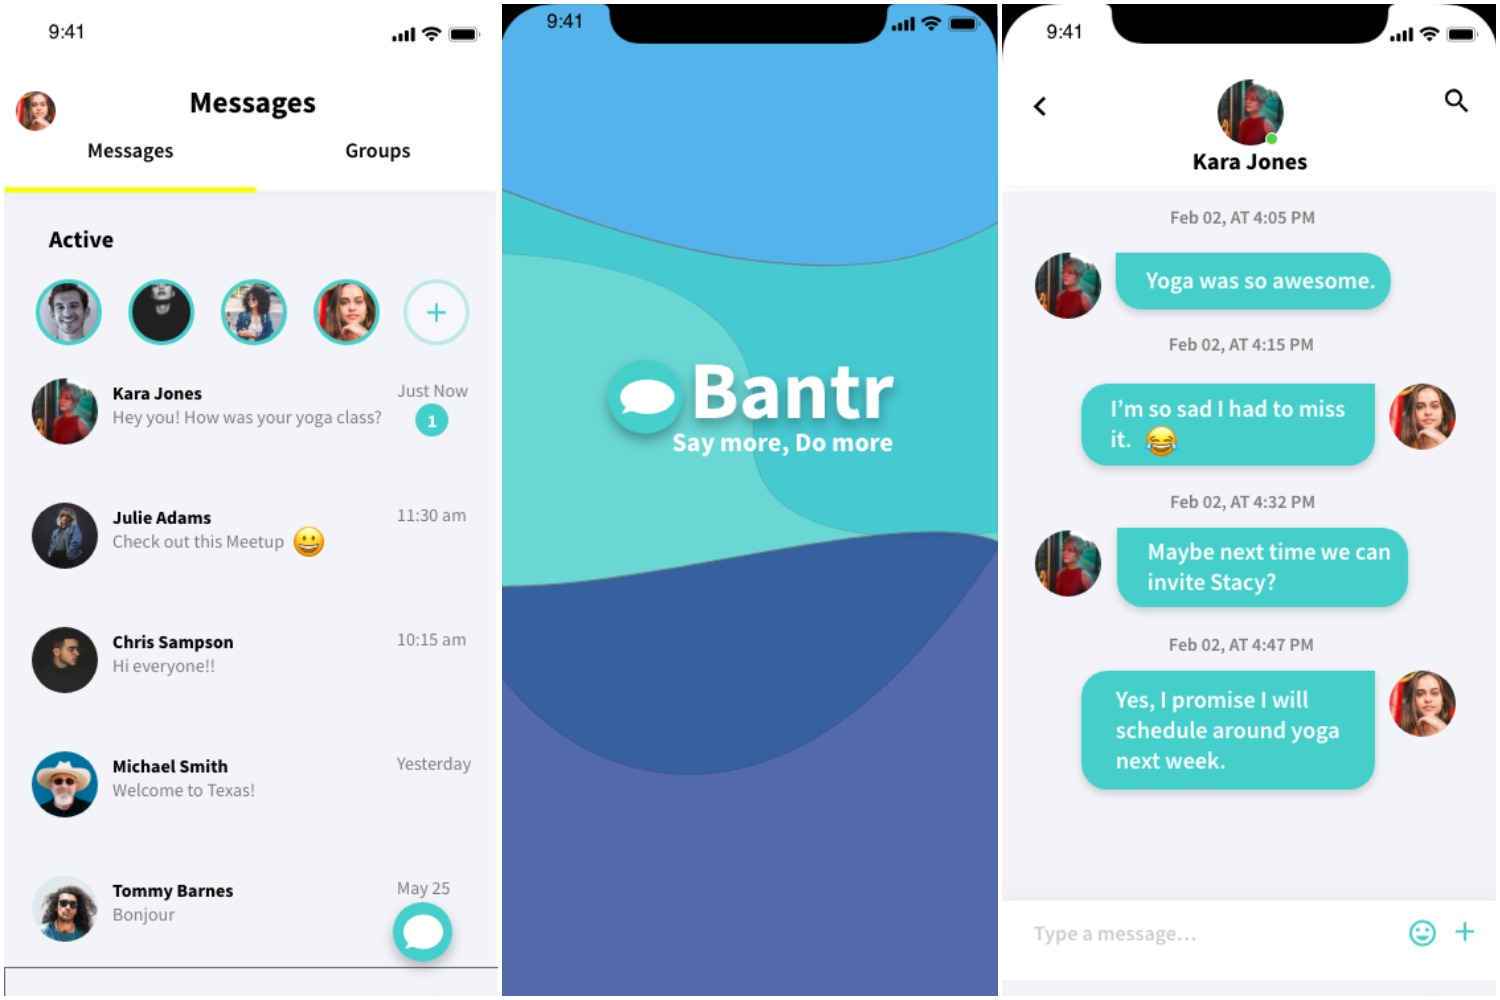 9:41
Messages
Messages
Groups
Active
Kara Jones
Just Now
Hey you! How was your yoga class?
1
Julie Adams
11:30 am
Check out this Meetup 😀
Chris Sampson
10:15 am
Hi everyone!!
Michael Smith
Yesterday
Welcome to Texas!
Tommy Barnes
May 25
Bonjour
9:41
Bantr
Say more, Do more
9:41
Kara Jones
Feb 02, AT 4:05 PM
Yoga was so awesome.
Feb 02, AT 4:15 PM
I'm so sad I had to miss
it. 😂
Feb 02, AT 4:32 PM
Maybe next time we can
invite Stacy?
Feb 02, AT 4:47 PM
Yes, I promise I will
schedule around yoga
next week.
Type a message...